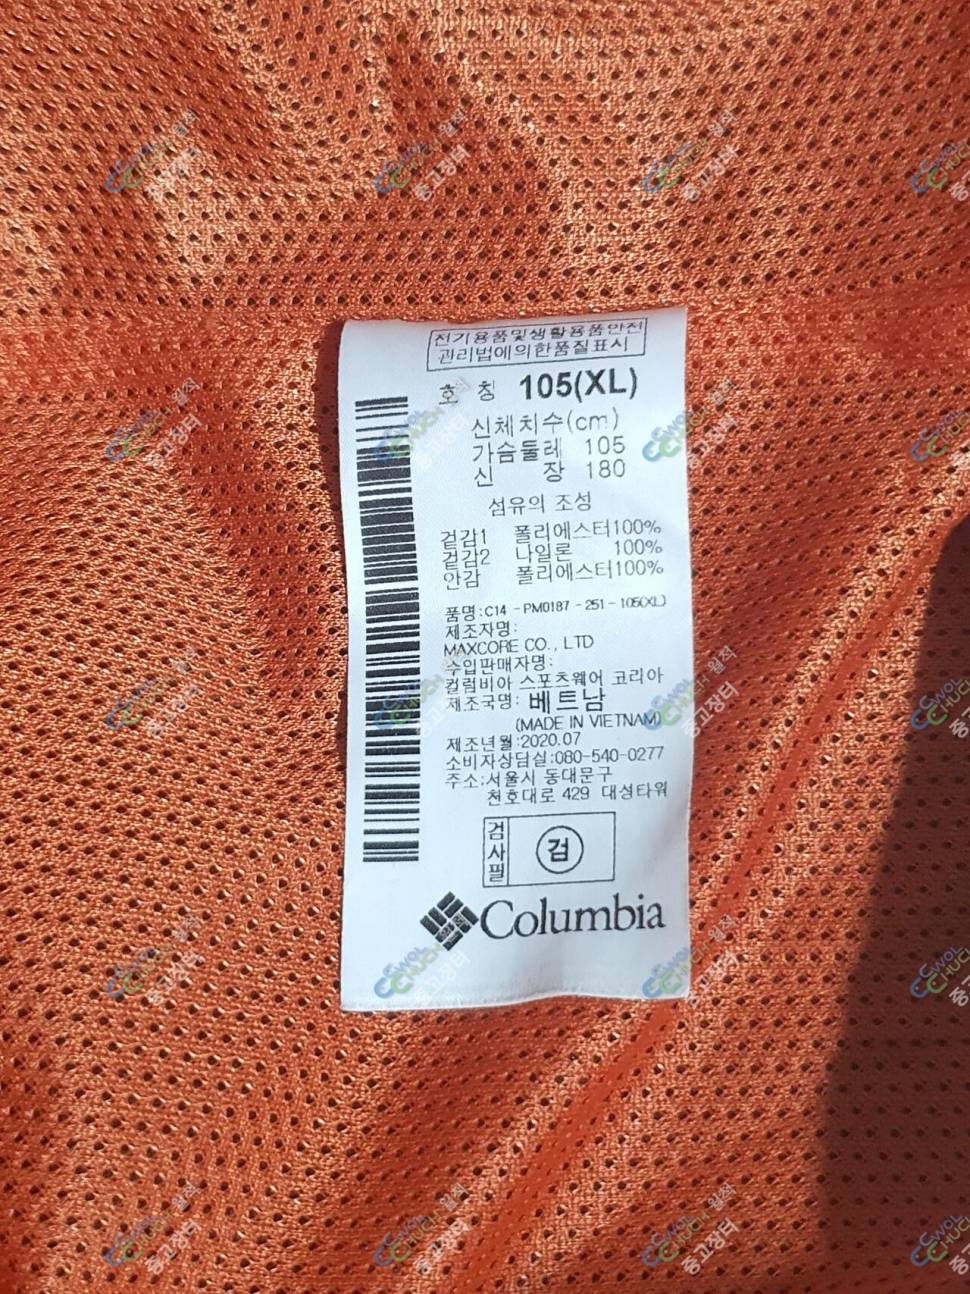 전기용품및생활용품안전
관리법에의한품질표시
호 칭 105(XL)
신체치수(cm)
가슴둘레 105
신 장 180
섬유의 조성
겉감1 폴리에스터100%
겉감2 나일론 100%
안감 폴리에스터100%
품명:C14 -PM0187 -251-105(XL)
제조자명:
MAXCORE CO., LTD
수입판매자명:
컬럼비아 스포츠웨어 코리아
제조국명: 베트남
(MADE IN VIETNAM)
제조년월:2020.07
소비자상담실:080-540-0277
주소:서울시 동대문구
천호대로 429 대성타워
검사필 검
Columbia